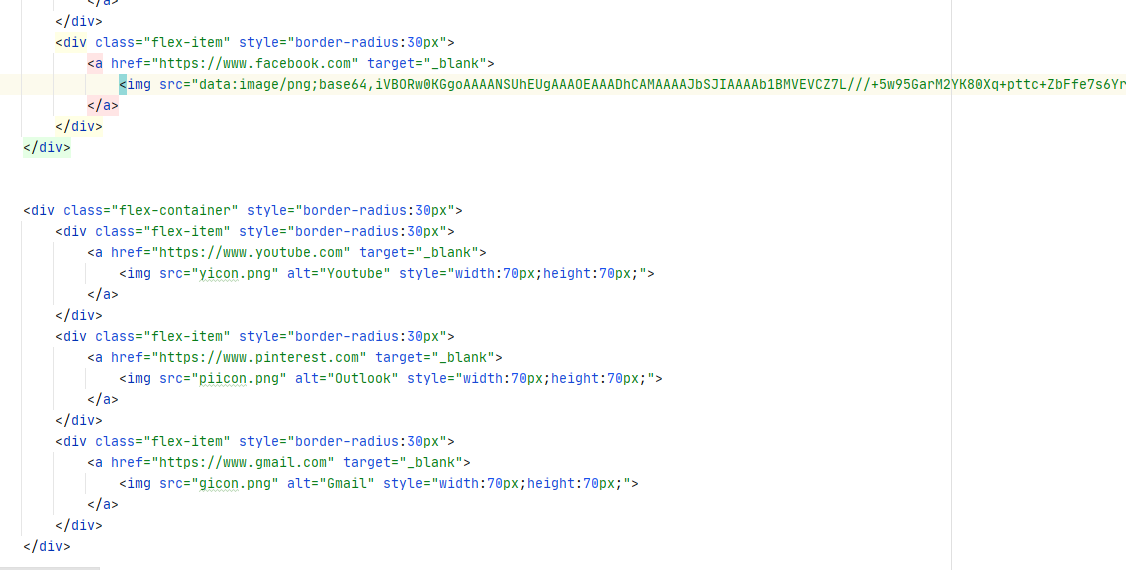 </a>
</div>
<div class="flex-item" style="border-radius:30px">
<a href="https://www.facebook.com" target="_blank">
<img src="data:image/png;base64,iVBORw0KGgoAAAANSUhEUgAAAOEAAADhCAMAAAAJbSJIAAAAb1BMVEVCZ7L///+5w95GarM2YK80Xq+pttc+ZbFfe7s6Yr
</a>
</div>
</div>
<div class="flex-container" style="border-radius:30px">
<div class="flex-item" style="border-radius:30px">
<a href="https://www.youtube.com" target="_blank">
<img src="yicon.png" alt="Youtube" style="width:70px;height:70px;">
</a>
</div>
<div class="flex-item" style="border-radius:30px">
<a href="https://www.pinterest.com" target="_blank">
<img src="piicon.png" alt="Outlook" style="width:70px;height:70px;">
</a>
</div>
<div class="flex-item" style="border-radius:30px">
<a href="https://www.gmail.com" target="_blank">
<img src="gicon.png" alt="Gmail" style="width:70px;height:70px;">
</a>
</div>
</div>